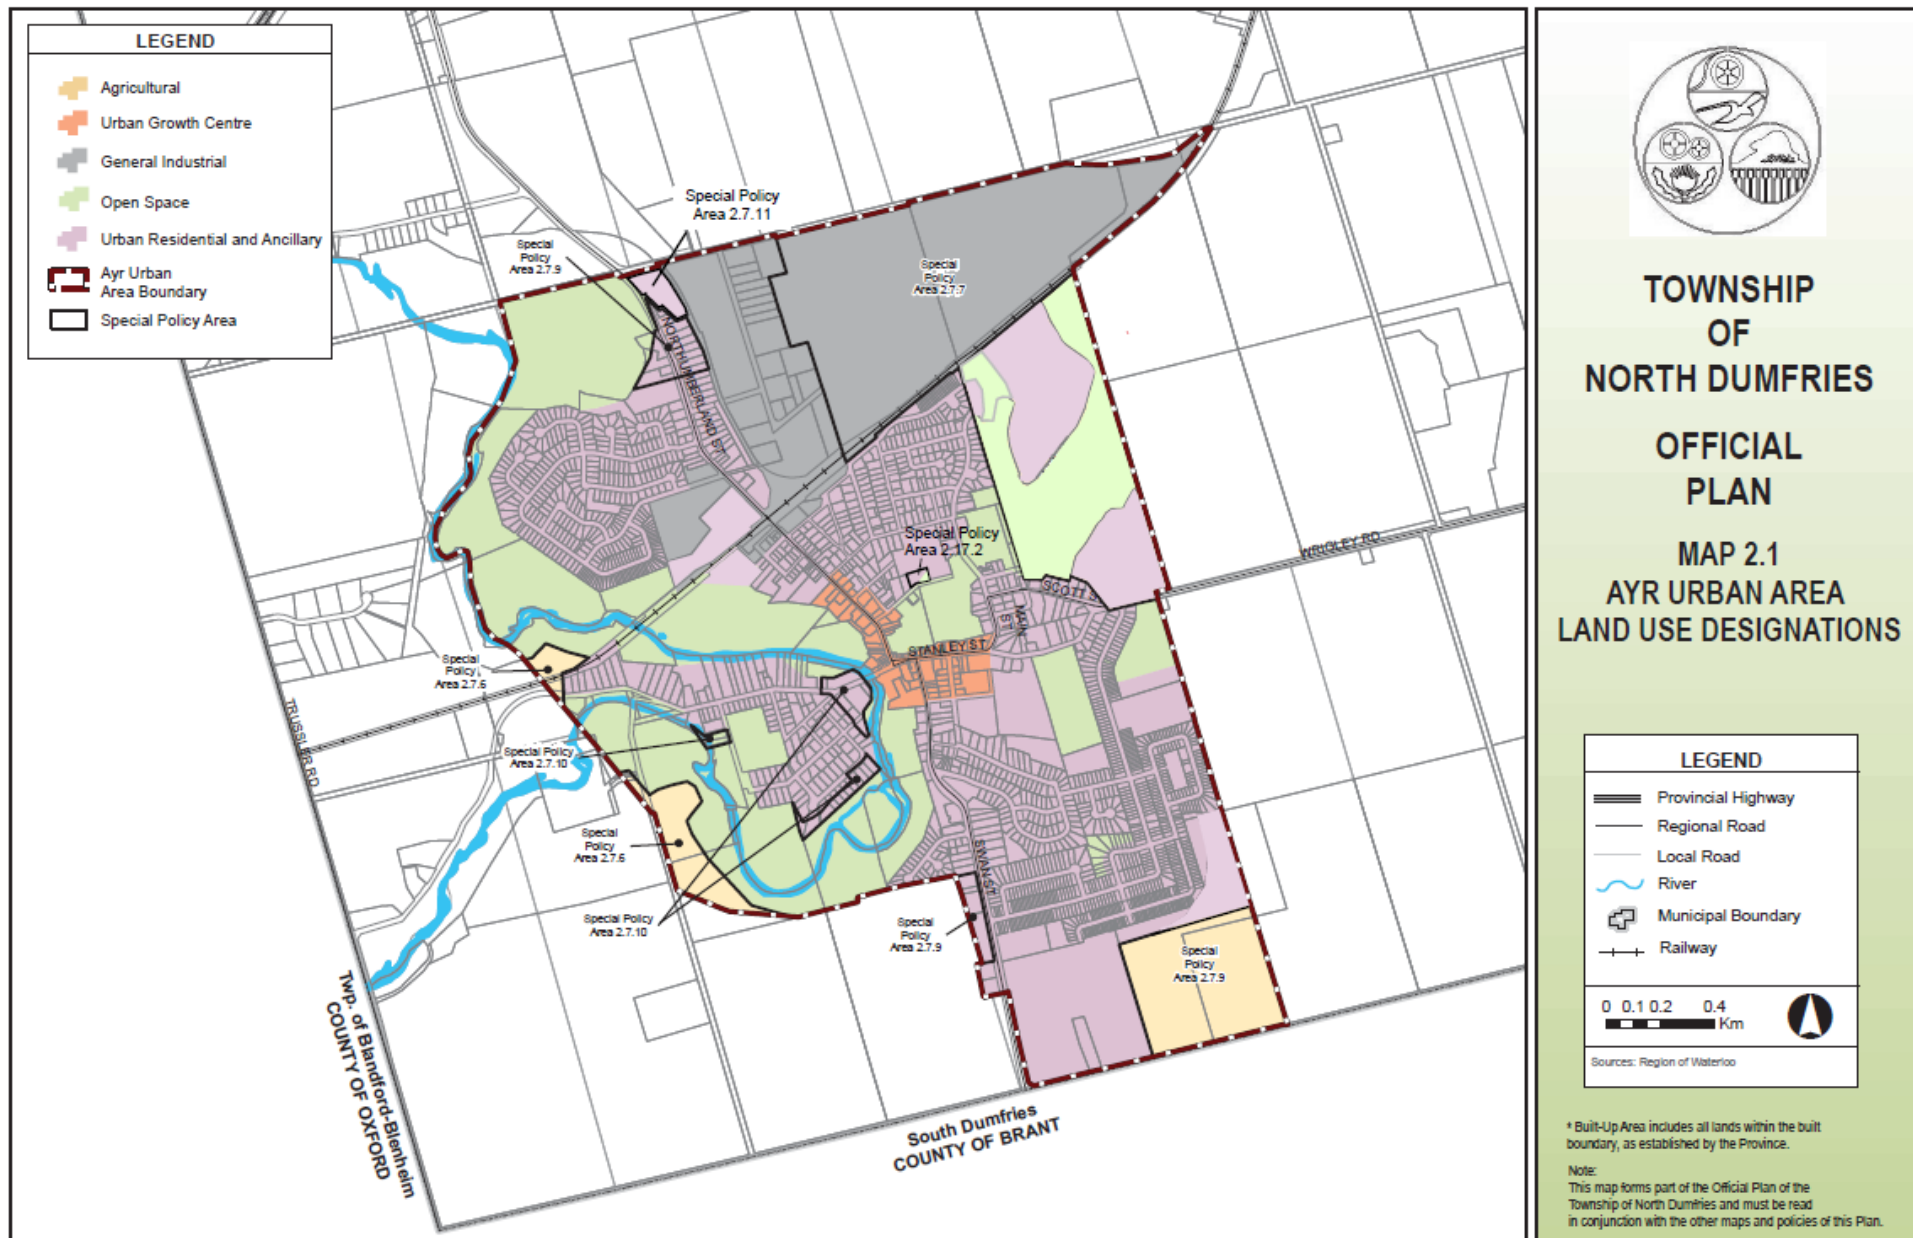 LEGEND
Agricultural
Urban Growth Centre
General Industrial
Open Space
Urban Residential and Ancillary
Ayr Urban
Area Boundary
Special Policy Area
Special Policy
Area 2.7.11
Special
Policy
Area 2.7.9
Special
Policy
Area 2.7.7
NORTHUMBERLAND ST
Special Policy
Area 2.17.2
WRIGLEY RD
SCOTT S
MAIN
ST
STANLEY ST
Special
Policy
Area 2.7.6
TRUSSLER RD
Special Policy
Area 2.7.10
Special
Policy
Area 2.7.6
Special Policy
Area 2.7.10
SWAN ST
Special
Policy
Area 2.7.9
Special
Policy
Area 2.7.9
Twp. of Blandford-Blenheim
COUNTY OF OXFORD
South Dumfries
COUNTY OF BRANT
TOWNSHIP
OF
NORTH DUMFRIES
OFFICIAL
PLAN
MAP 2.1
AYR URBAN AREA
LAND USE DESIGNATIONS
LEGEND
Provincial Highway
Regional Road
Local Road
River
Municipal Boundary
Railway
0 0.1 0.2 0.4
Km
Sources: Region of Waterloo
* Built-Up Area includes all lands within the built
boundary, as established by the Province.
Note:
This map forms part of the Official Plan of the
Township of North Dumfries and must be read
in conjunction with the other maps and policies of this Plan.